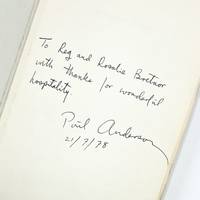 To Reg and Rosalie Bretnor
with thanks for wonderful
hospitality.
Poul Anderson
21/7/78